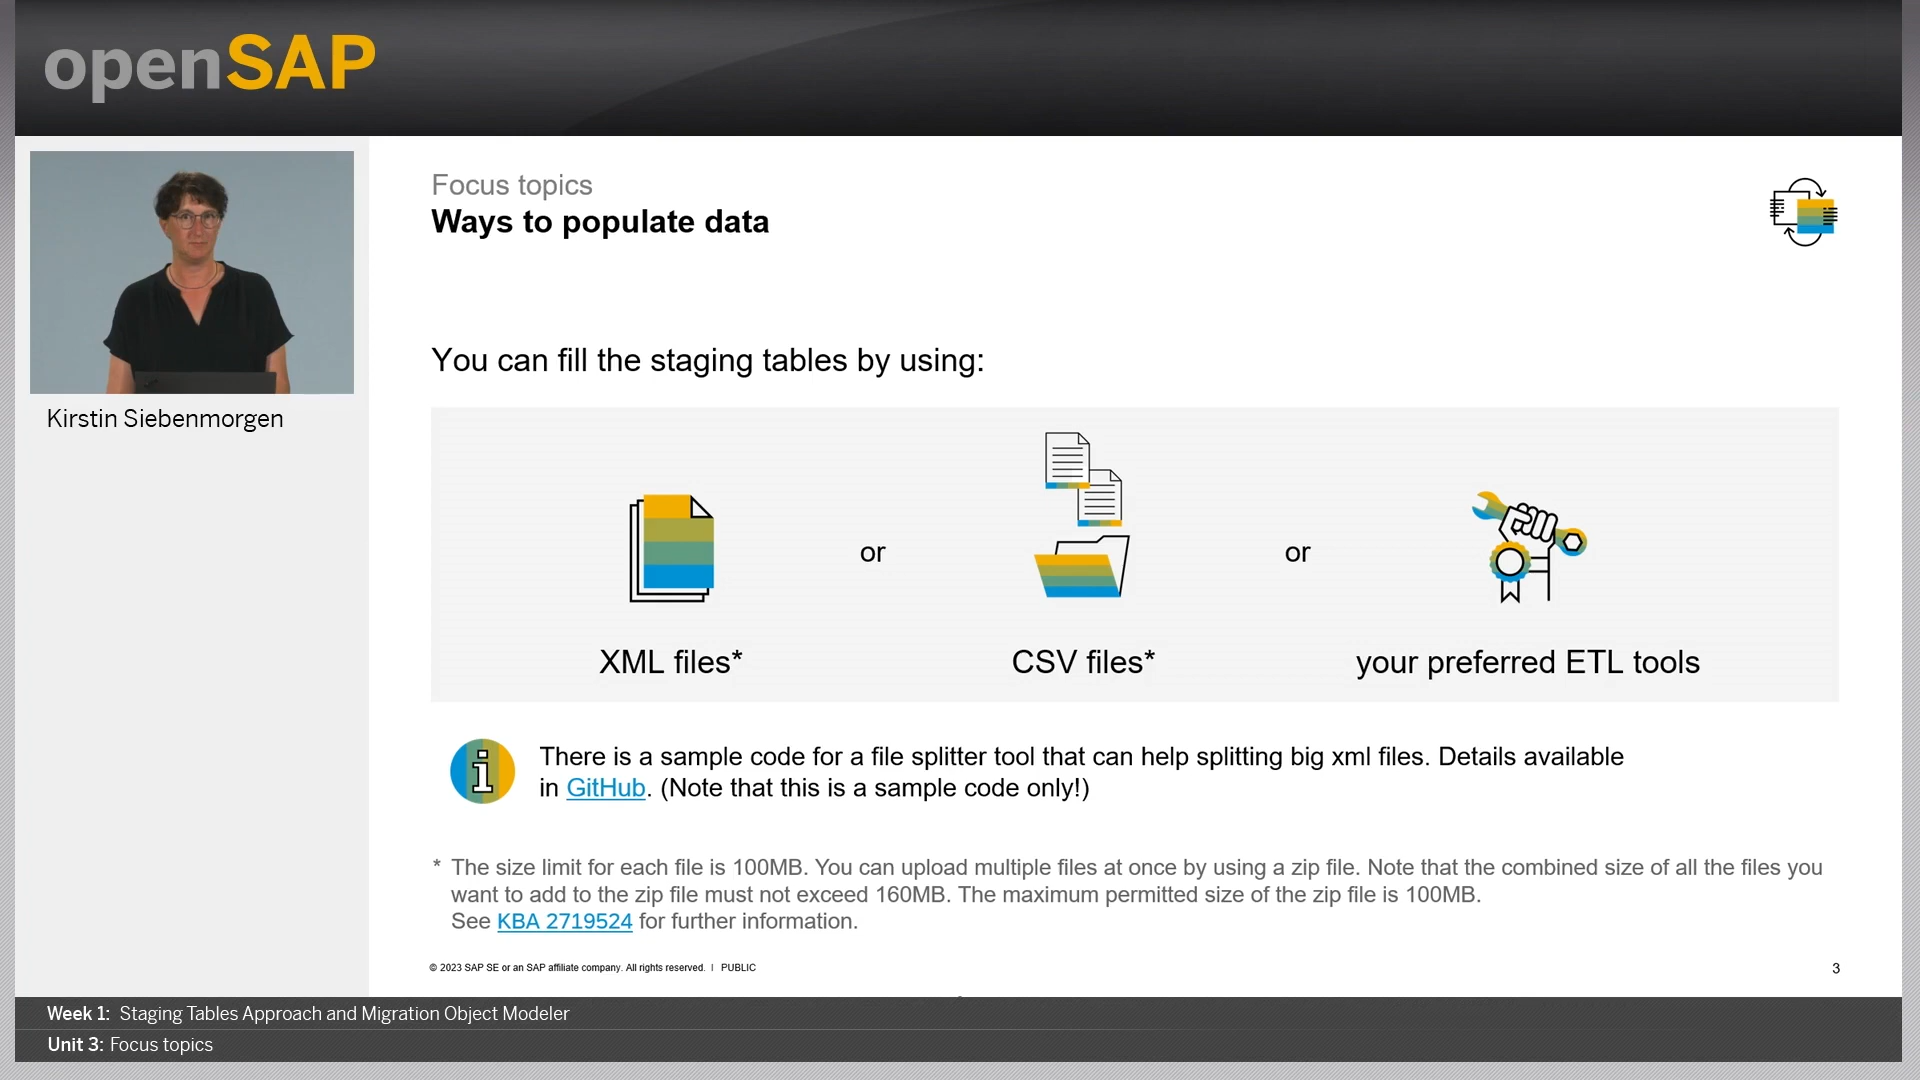 openSAP
Kirstin Siebenmorgen
Focus topics
Ways to populate data
You can fill the staging tables by using:
or
or
XML files*
CSV files*
your preferred ETL tools
There is a sample code for a file splitter tool that can help splitting big xml files. Details available
in GitHub. (Note that this is a sample code only!)
* The size limit for each file is 100MB. You can upload multiple files at once by using a zip file. Note that the combined size of all the files you
want to add to the zip file must not exceed 160MB. The maximum permitted size of the zip file is 100MB.
See KBA 2719524 for further information.
© 2023 SAP SE or an SAP affiliate company. All rights reserved. I PUBLIC
3
Week 1: Staging Tables Approach and Migration Object Modeler
Unit 3: Focus topics